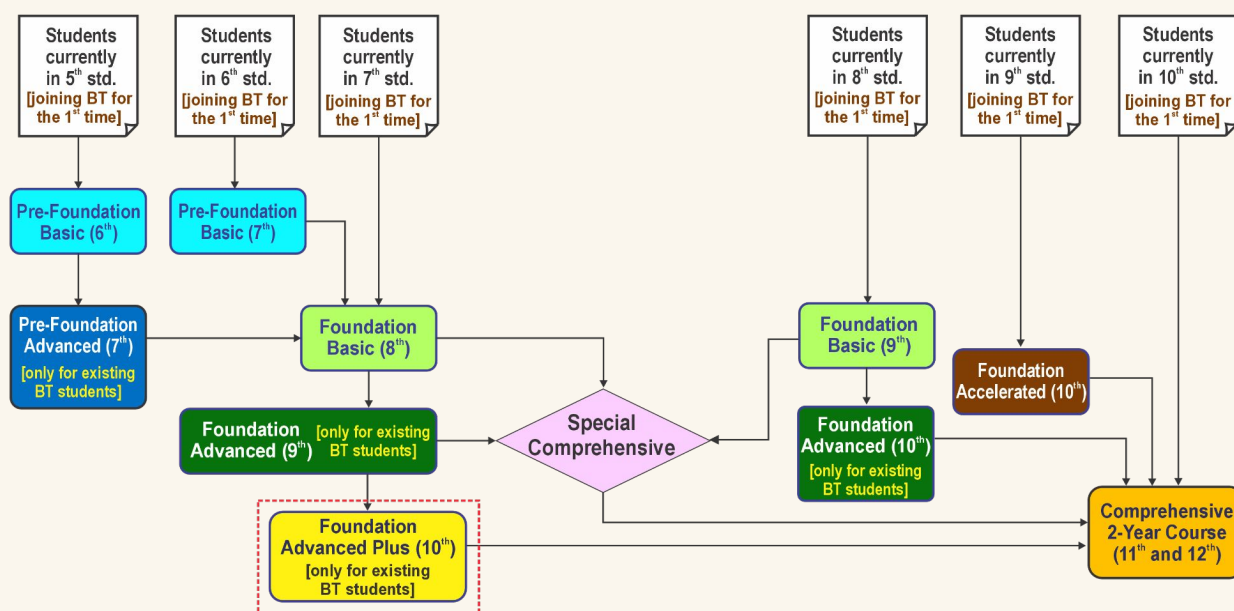 Students
currently
in 5th std.
[joining BT for
the 1st time]
Students
currently
in 6th std.
[joining BT for
the 1st time]
Students
currently
in 7th std.
[joining BT for
the 1st time]
Students
currently
in 8th std.
[joining BT for
the 1st time]
Students
currently
in 9th std.
[joining BT for
the 1st time]
Students
currently
in 10th std.
[joining BT for
the 1st time]
Pre-Foundation
Basic (6th)
Pre-Foundation
Basic (7th)
Pre-Foundation
Advanced (7th)
[only for existing
BT students]
Foundation
Basic (8th)
Foundation
Basic (9th)
Foundation
Accelerated (10th)
Foundation
Advanced (9th)
[only for existing
BT students]
Special
Comprehensive
Foundation
Advanced (10th)
[only for existing
BT students]
Foundation
Advanced Plus (10th)
[only for existing
BT students]
Comprehensive
2-Year Course
(11th and 12th)